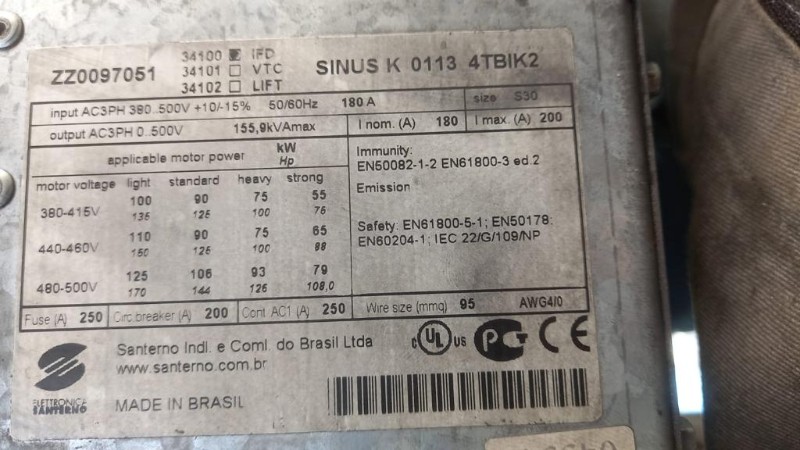 ZZ0097051
34100 IFD
34101 VTC
34102 LIFT
SINUS K 0113 4TBIK2
input AC3PH 380..500V +10/-15% 50/60Hz 180 A
size S30
output AC3PH 0..500V 155,9kVAmax
I nom. (A) 180 I max. (A) 200
applicable motor power kW
Hp
motor voltage light standard heavy strong
380-415V 100 90 75 55
135 125 100 75
440-460V 110 90 75 65
150 125 100 88
480-500V 125 106 93 79
170 144 125 108,0
Immunity:
EN50082-1-2 EN61800-3 ed.2
Emission
Safety: EN61800-5-1; EN50178;
EN60204-1; IEC 22/G/109/NP
Fuse (A) 250 Circ.breaker (A) 200 Cont AC1 (A) 250 Wire size (mmq) 95 AWG4/0
Santerno Indl. e Coml. do Brasil Ltda
www.santerno.com.br
ELETTRONICA
SANTERNO
MADE IN BRASIL
C UL US PC CE